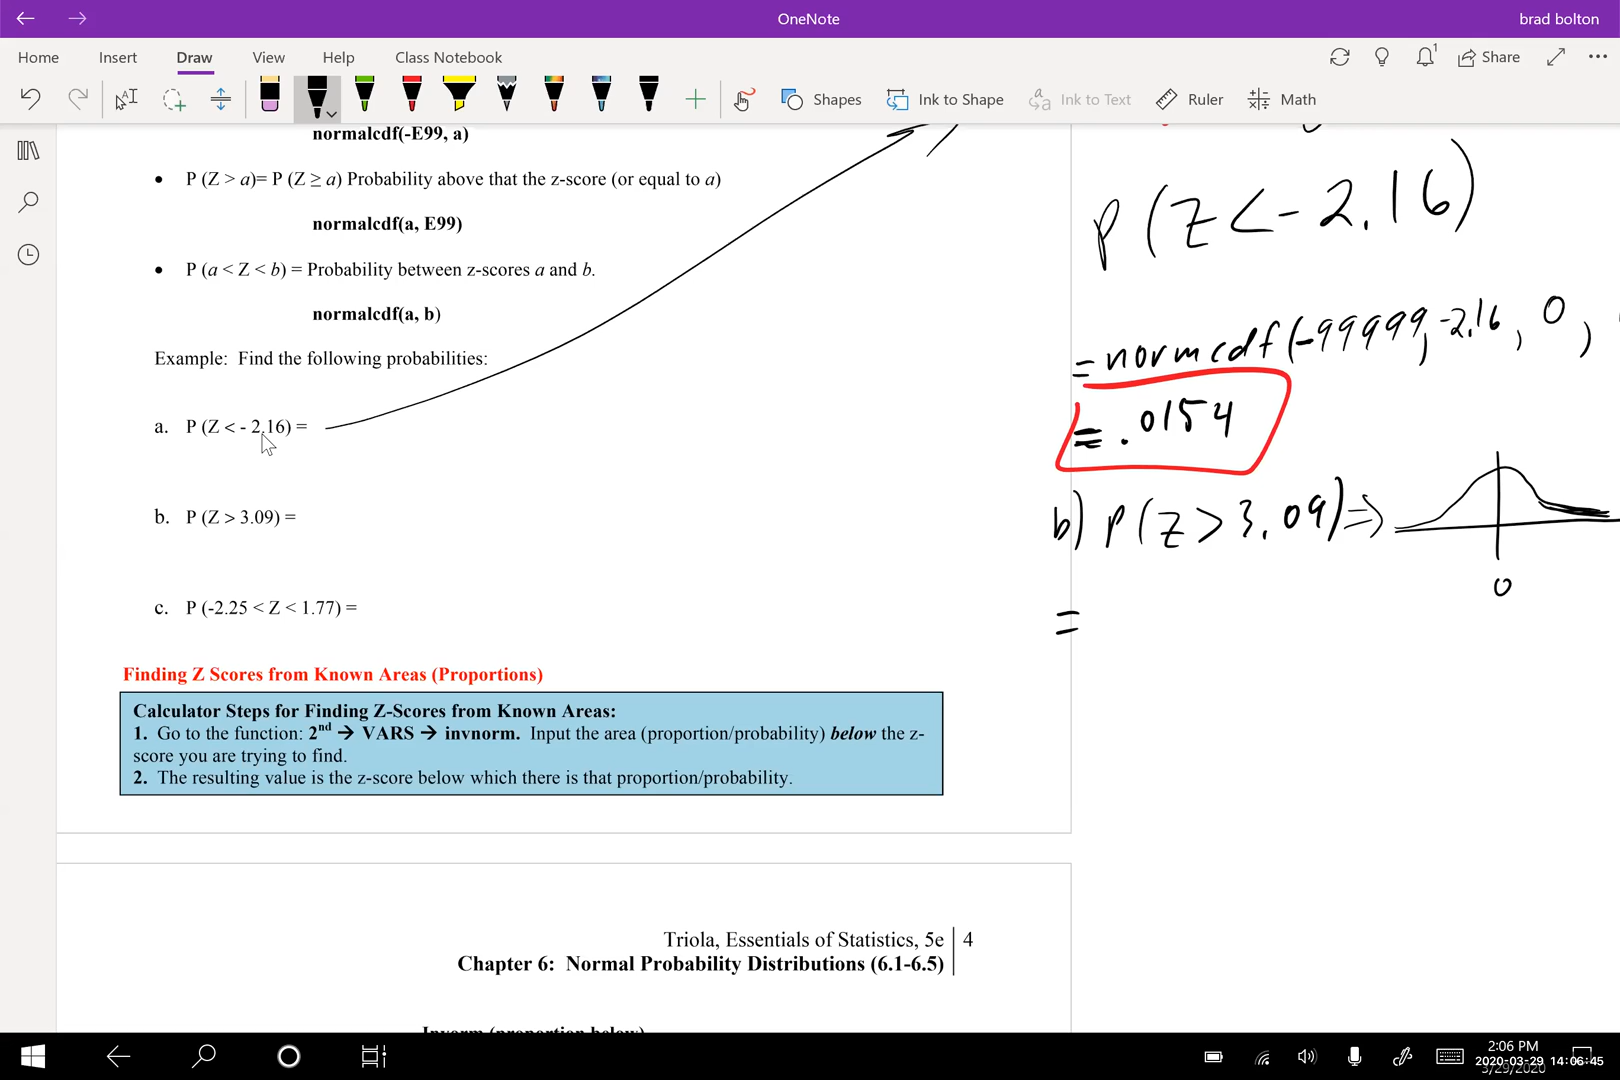 OneNote
brad bolton
Home Insert Draw View Help Class Notebook
1 Share
Shapes Ink to Shape Ink to Text Ruler Math
normalcdf(-E99, a)
• P (Z > a)= P (Z ≥ a) Probability above that the z-score (or equal to a)
normalcdf(a, E99)
• P (a < Z < b) = Probability between z-scores a and b.
normalcdf(a, b)
Example: Find the following probabilities:
a. P (Z < - 2.16) =
b. P (Z > 3.09) =
c. P (-2.25 < Z < 1.77) =
Finding Z Scores from Known Areas (Proportions)
Calculator Steps for Finding Z-Scores from Known Areas:
1. Go to the function: 2nd → VARS → invnorm. Input the area (proportion/probability) below the z-
score you are trying to find.
2. The resulting value is the z-score below which there is that proportion/probability.
Triola, Essentials of Statistics, 5e 4
Chapter 6: Normal Probability Distributions (6.1-6.5)
P (Z < - 2.16)
= normcdf(-99999, -2.16, 0,
= .0154
b) P(Z > 3.09) ⇒
0
=
2:06 PM
2020-03-29 14:06:45
3/29/2020